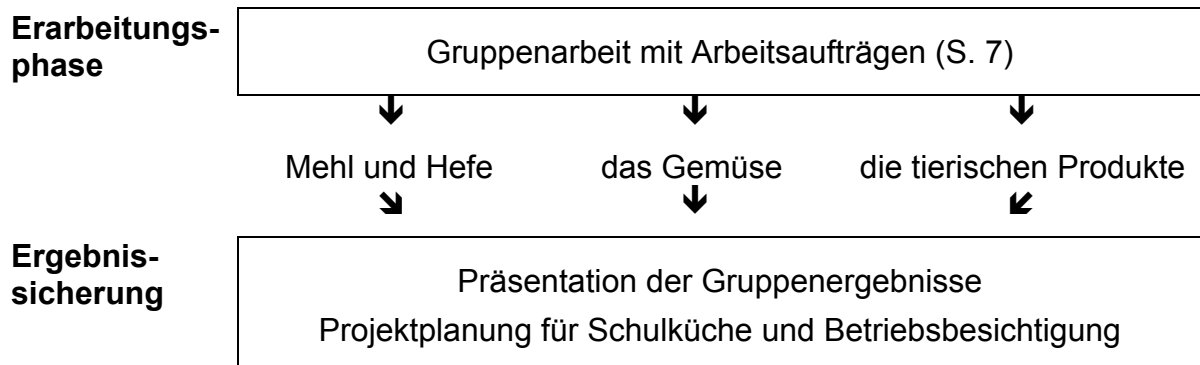 Erarbeitungs-
phase
Gruppenarbeit mit Arbeitsaufträgen (S. 7)
Mehl und Hefe
das Gemüse
die tierischen Produkte
Ergebnis-
sicherung
Präsentation der Gruppenergebnisse
Projektplanung für Schulküche und Betriebsbesichtigung